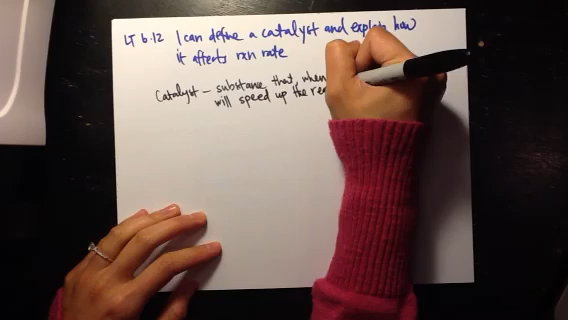 LT 6.12 I can define a catalyst and explain how
it affects rxn rate
Catalyst – substance that, when
will speed up the